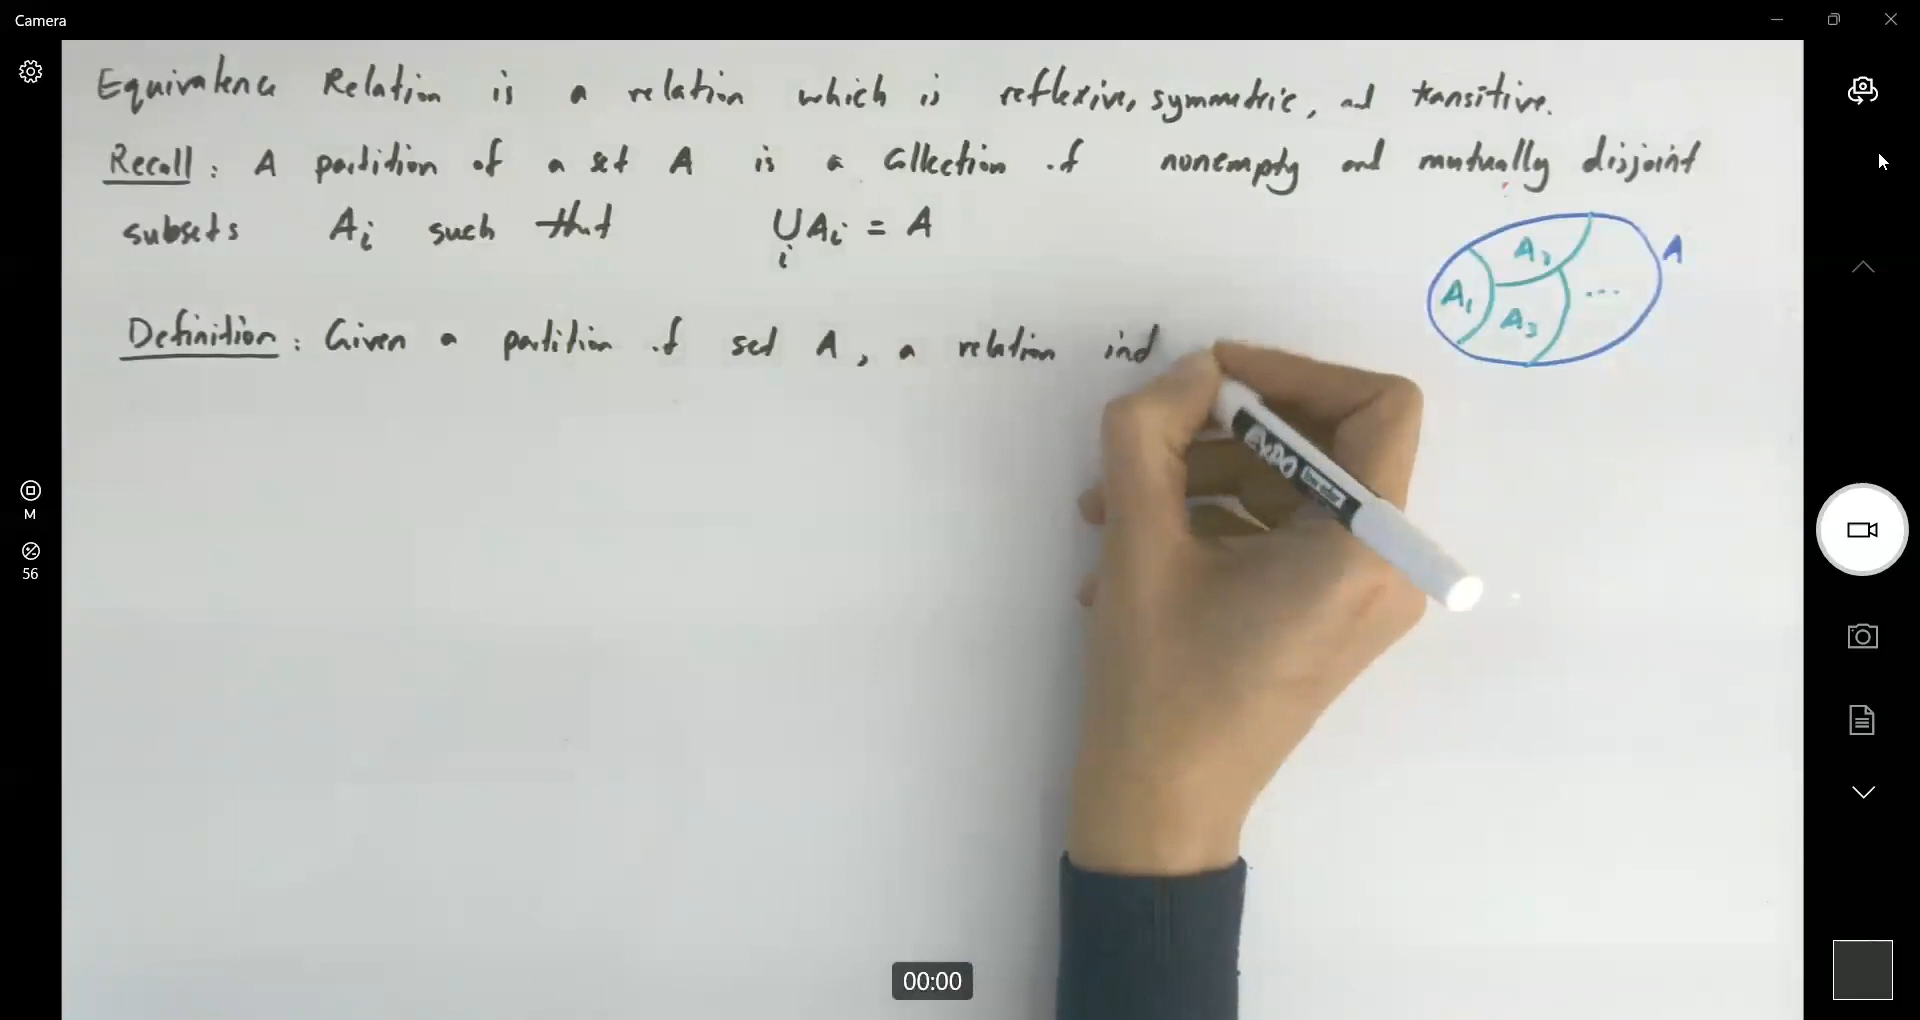 Camera
Equivalence Relation is a relation which is reflexive, symmetric, and transitive.
Recall: A partition of a set A is a collection of nonempty and mutually disjoint
subsets Ai such that ∪Ai = A
i
A2
A
A1
A3
...
Definition: Given a partition of set A, a relation ind
EXPO
M
56
00:00